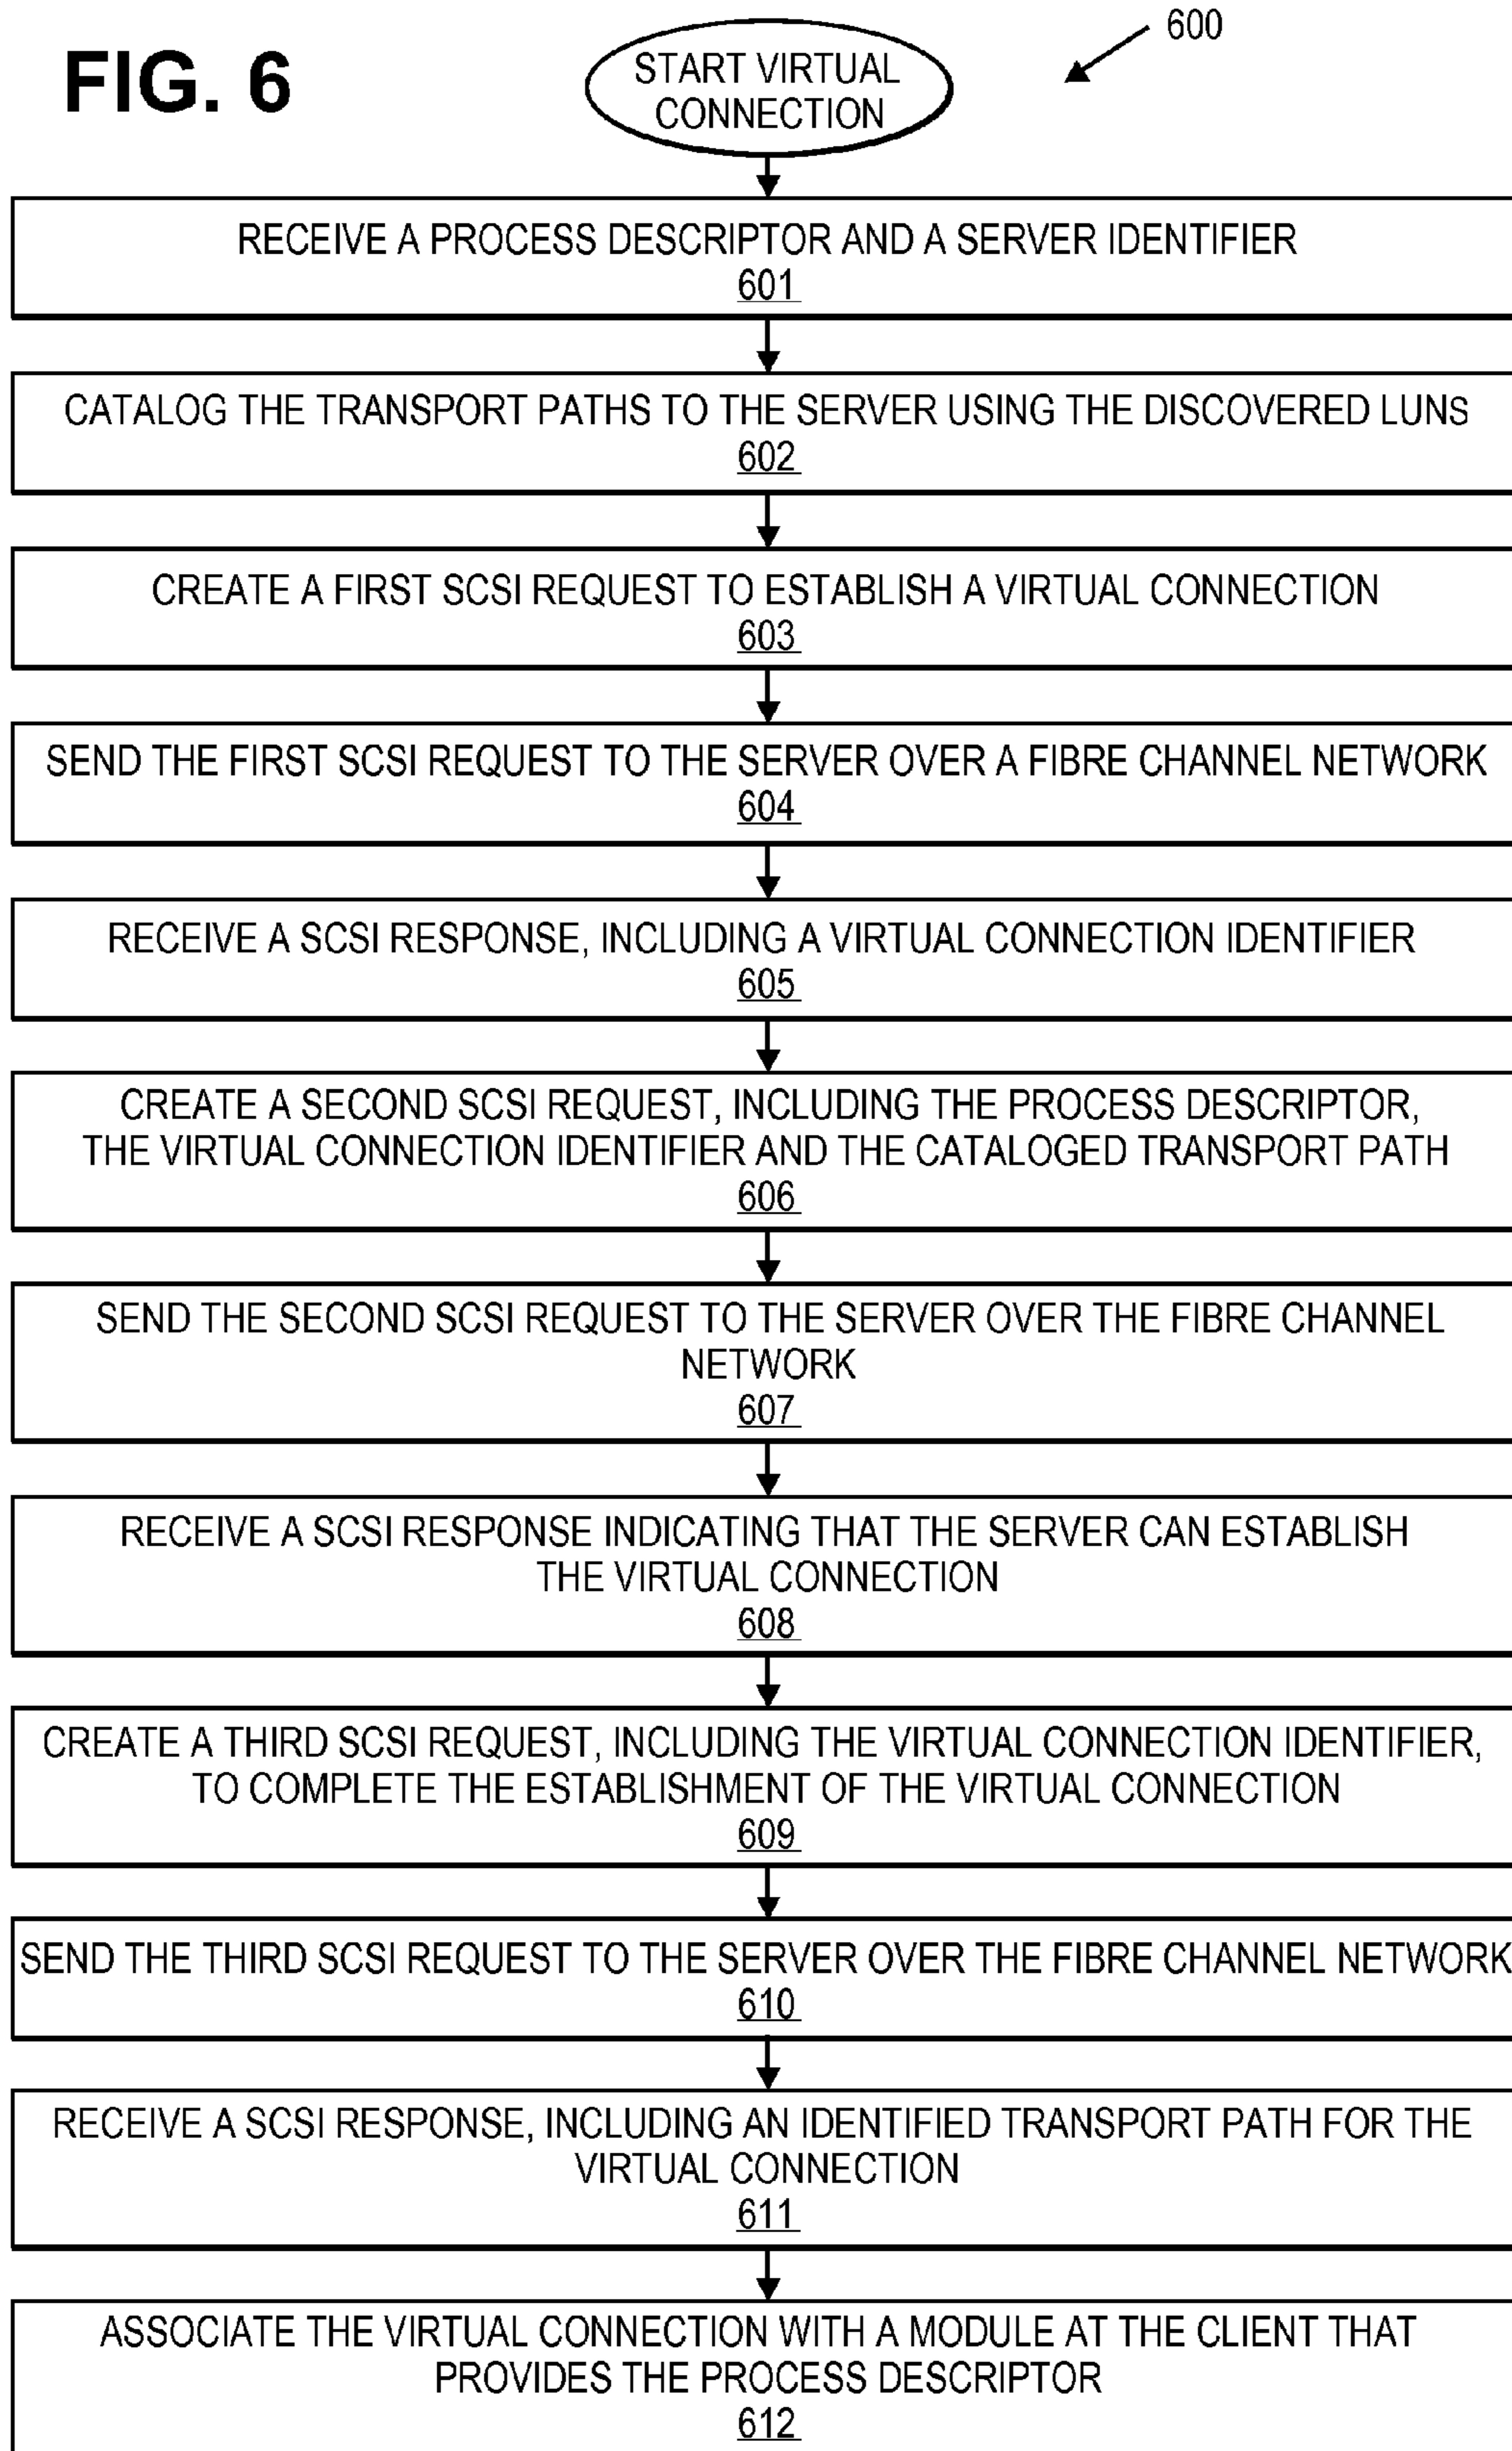 FIG. 6
600
START VIRTUAL
CONNECTION
RECEIVE A PROCESS DESCRIPTOR AND A SERVER IDENTIFIER
601
CATALOG THE TRANSPORT PATHS TO THE SERVER USING THE DISCOVERED LUNS
602
CREATE A FIRST SCSI REQUEST TO ESTABLISH A VIRTUAL CONNECTION
603
SEND THE FIRST SCSI REQUEST TO THE SERVER OVER A FIBRE CHANNEL NETWORK
604
RECEIVE A SCSI RESPONSE, INCLUDING A VIRTUAL CONNECTION IDENTIFIER
605
CREATE A SECOND SCSI REQUEST, INCLUDING THE PROCESS DESCRIPTOR,
THE VIRTUAL CONNECTION IDENTIFIER AND THE CATALOGED TRANSPORT PATH
606
SEND THE SECOND SCSI REQUEST TO THE SERVER OVER THE FIBRE CHANNEL
NETWORK
607
RECEIVE A SCSI RESPONSE INDICATING THAT THE SERVER CAN ESTABLISH
THE VIRTUAL CONNECTION
608
CREATE A THIRD SCSI REQUEST, INCLUDING THE VIRTUAL CONNECTION IDENTIFIER,
TO COMPLETE THE ESTABLISHMENT OF THE VIRTUAL CONNECTION
609
SEND THE THIRD SCSI REQUEST TO THE SERVER OVER THE FIBRE CHANNEL NETWORK
610
RECEIVE A SCSI RESPONSE, INCLUDING AN IDENTIFIED TRANSPORT PATH FOR THE
VIRTUAL CONNECTION
611
ASSOCIATE THE VIRTUAL CONNECTION WITH A MODULE AT THE CLIENT THAT
PROVIDES THE PROCESS DESCRIPTOR
612